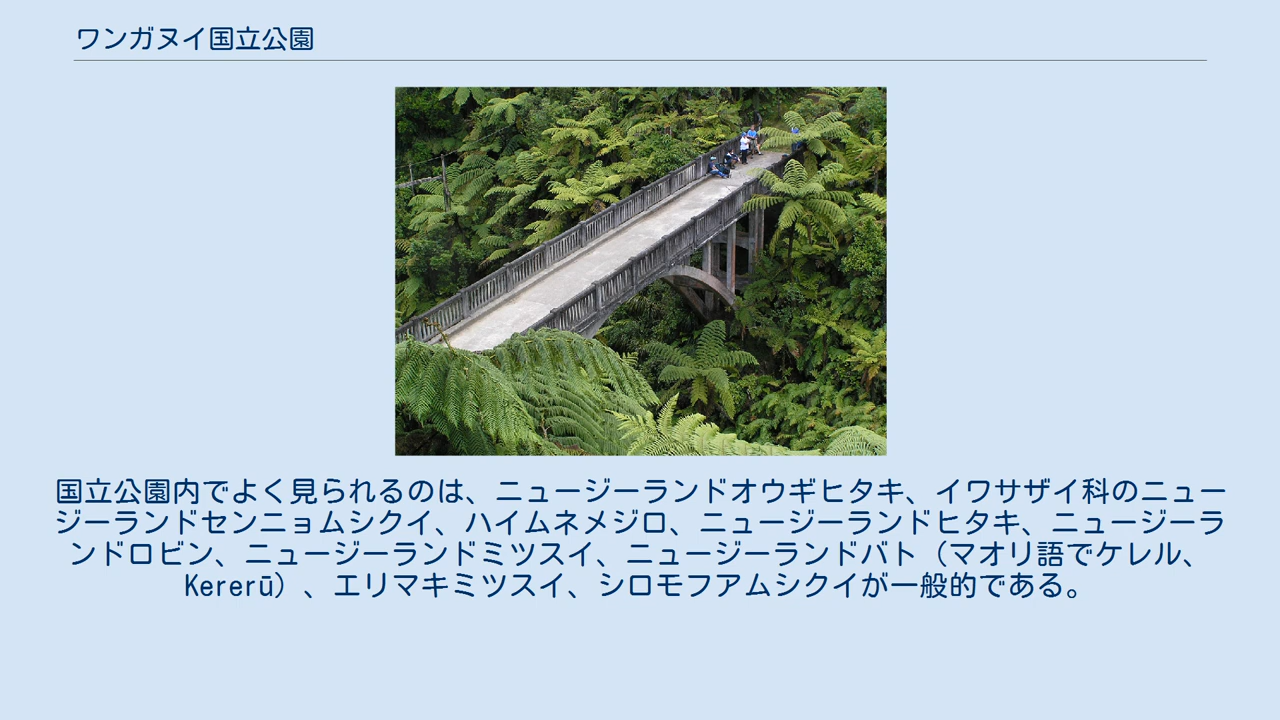 ワンガヌイ国立公園
国立公園内でよく見られるのは、ニュージーランドオウギヒタキ、イワサザイ科のニュー
ジーランドセンニョムシクイ、ハイムネメジロ、ニュージーランドヒタキ、ニュージーラ
ンドロビン、ニュージーランドミツスイ、ニュージーランドバト（マオリ語でケレル、
Kererū）、エリマキミツスイ、シロモフアムシクイが一般的である。